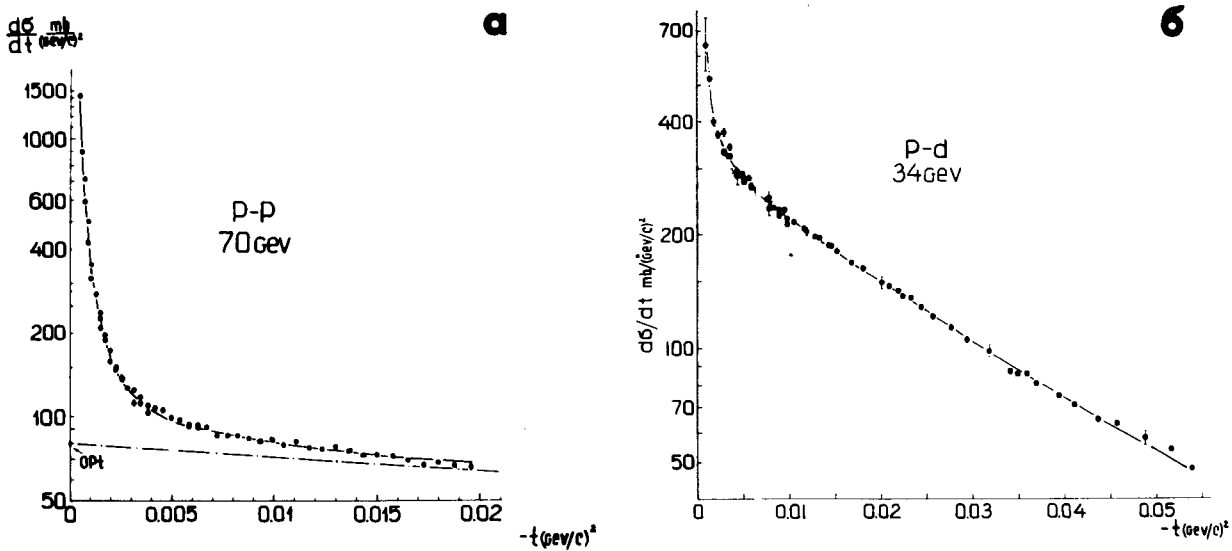 dσ/dt mb/(GeV/c)²
а
1500
1000
600
400
200
100
50
P-P
70 GeV
OPt
0
0.005
0.01
0.015
0.02
-t (GeV/c)²
б
700
400
200
100
70
50
dσ/dt mb/(GeV/c)²
P-d
34 GeV
0
0.01
0.02
0.03
0.04
0.05
-t (GeV/c)²